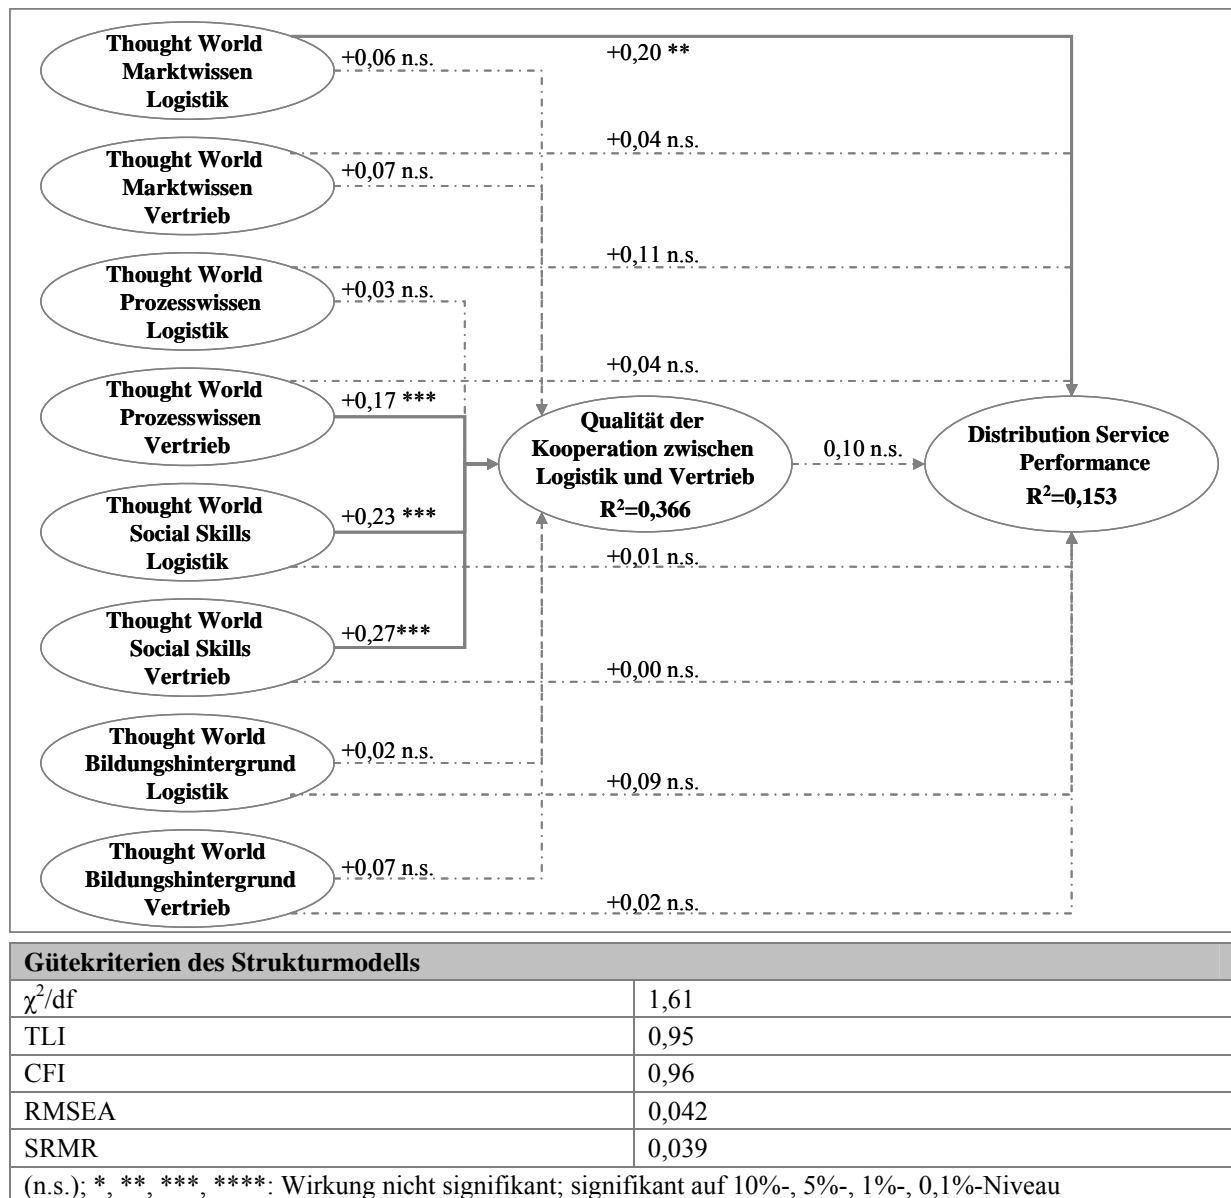 Thought World
Marktwissen
Logistik
+0,06 n.s.
+0,20 **
Thought World
Marktwissen
Vertrieb
+0,07 n.s.
+0,04 n.s.
Thought World
Prozesswissen
Logistik
+0,03 n.s.
+0,11 n.s.
Thought World
Prozesswissen
Vertrieb
+0,17 ***
+0,04 n.s.
Qualität der
Kooperation zwischen
Logistik und Vertrieb
R²=0,366
0,10 n.s.
Distribution Service
Performance
R²=0,153
Thought World
Social Skills
Logistik
+0,23 ***
+0,01 n.s.
Thought World
Social Skills
Vertrieb
+0,27***
+0,00 n.s.
Thought World
Bildungshintergrund
Logistik
+0,02 n.s.
+0,09 n.s.
Thought World
Bildungshintergrund
Vertrieb
+0,07 n.s.
+0,02 n.s.
Gütekriterien des Strukturmodells
χ²/df 1,61
TLI 0,95
CFI 0,96
RMSEA 0,042
SRMR 0,039
(n.s.); *, **, ***, ****: Wirkung nicht signifikant; signifikant auf 10%-, 5%-, 1%-, 0,1%-Niveau